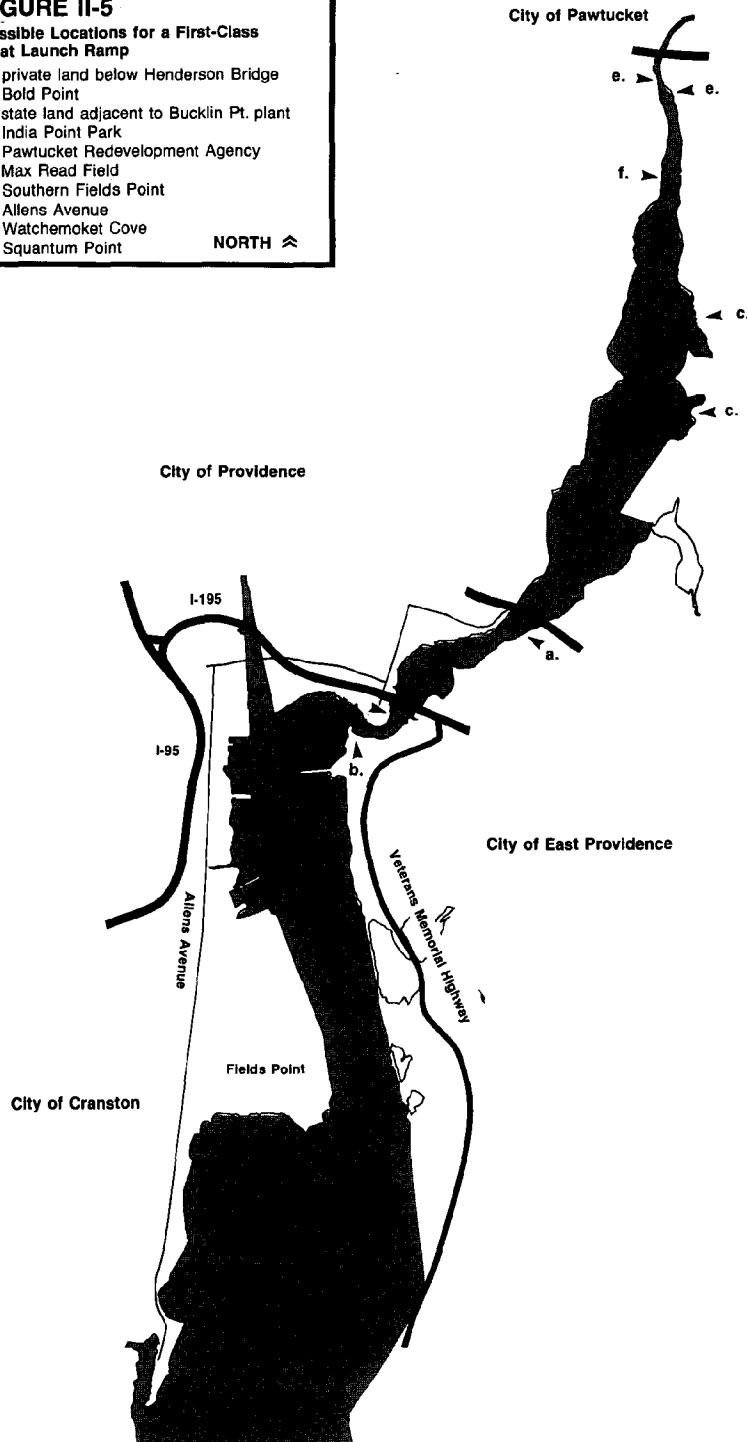 GURE II-5
ssible Locations for a First-Class
at Launch Ramp
private land below Henderson Bridge
Bold Point
state land adjacent to Bucklin Pt. plant
India Point Park
Pawtucket Redevelopment Agency
Max Read Field
Southern Fields Point
Allens Avenue
Watchemoket Cove
Squantum Point
NORTH
City of Pawtucket
e.
e.
f.
c.
c.
City of Providence
I-195
a.
I-95
b.
City of East Providence
Veterans Memorial Highway
Allens Avenue
Fields Point
City of Cranston